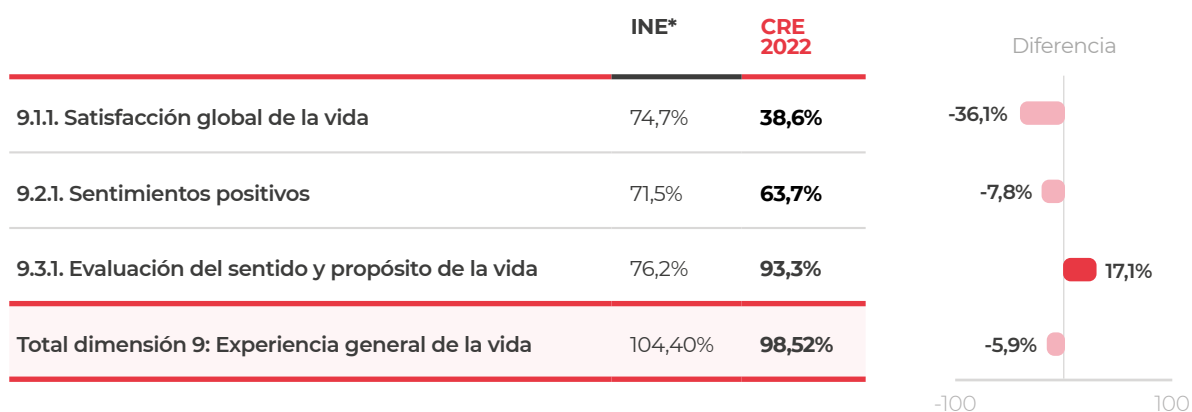 INE* CRE
2022
Diferencia
9.1.1. Satisfacción global de la vida 74,7% 38,6% -36,1%
9.2.1. Sentimientos positivos 71,5% 63,7% -7,8%
9.3.1. Evaluación del sentido y propósito de la vida 76,2% 93,3% 17,1%
Total dimensión 9: Experiencia general de la vida 104,40% 98,52% -5,9%
-100 100